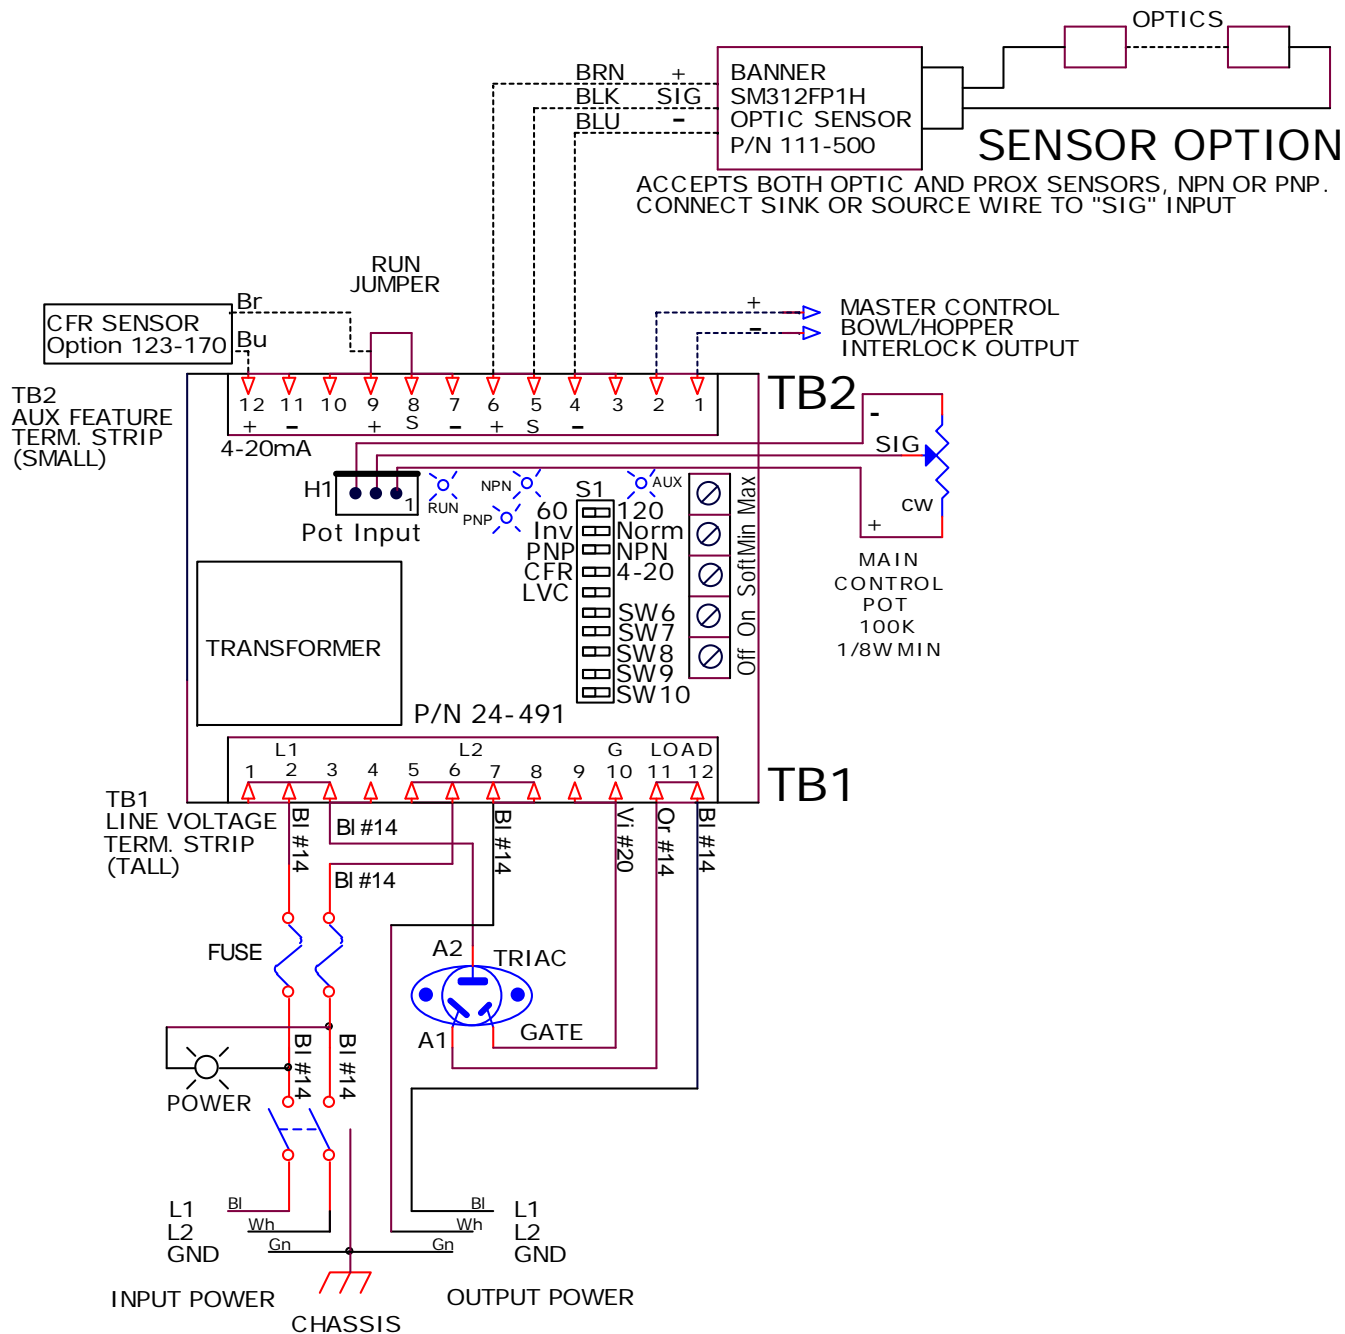 OPTICS
BRN +
BLK SIG
BLU -
BANNER
SM312FP1H
OPTIC SENSOR
P/N 111-500
SENSOR OPTION
ACCEPTS BOTH OPTIC AND PROX SENSORS, NPN OR PNP.
CONNECT SINK OR SOURCE WIRE TO "SIG" INPUT
RUN
JUMPER
CFR SENSOR
Option 123-170
Br
Bu
+
-
MASTER CONTROL
BOWL/HOPPER
INTERLOCK OUTPUT
TB2
AUX FEATURE
TERM. STRIP
(SMALL)
12 11 10 9 8 7 6 5 4 3 2 1
+ - + S - + S -
4-20mA
TB2
-
SIG
CW
+
MAIN
CONTROL
POT
100K
1/8W MIN
H1
1
Pot Input
RUN
NPN
PNP
AUX
S1
60 120
Inv Norm
PNP NPN
CFR 4-20
LVC
SW6
SW7
SW8
SW9
SW10
Max
Min
Soft
On
Off
TRANSFORMER
P/N 24-491
L1 L2 G LOAD
1 2 3 4 5 6 7 8 9 10 11 12
TB1
TB1
LINE VOLTAGE
TERM. STRIP
(TALL)
Bl #14
Bl #14
Bl #14
Bl #14
Vi #20
Or #14
Bl #14
FUSE
A2
TRIAC
A1
GATE
Bl #14
Bl #14
POWER
L1
L2
GND
Bl
Wh
Gn
Bl
Wh
Gn
L1
L2
GND
INPUT POWER
OUTPUT POWER
CHASSIS